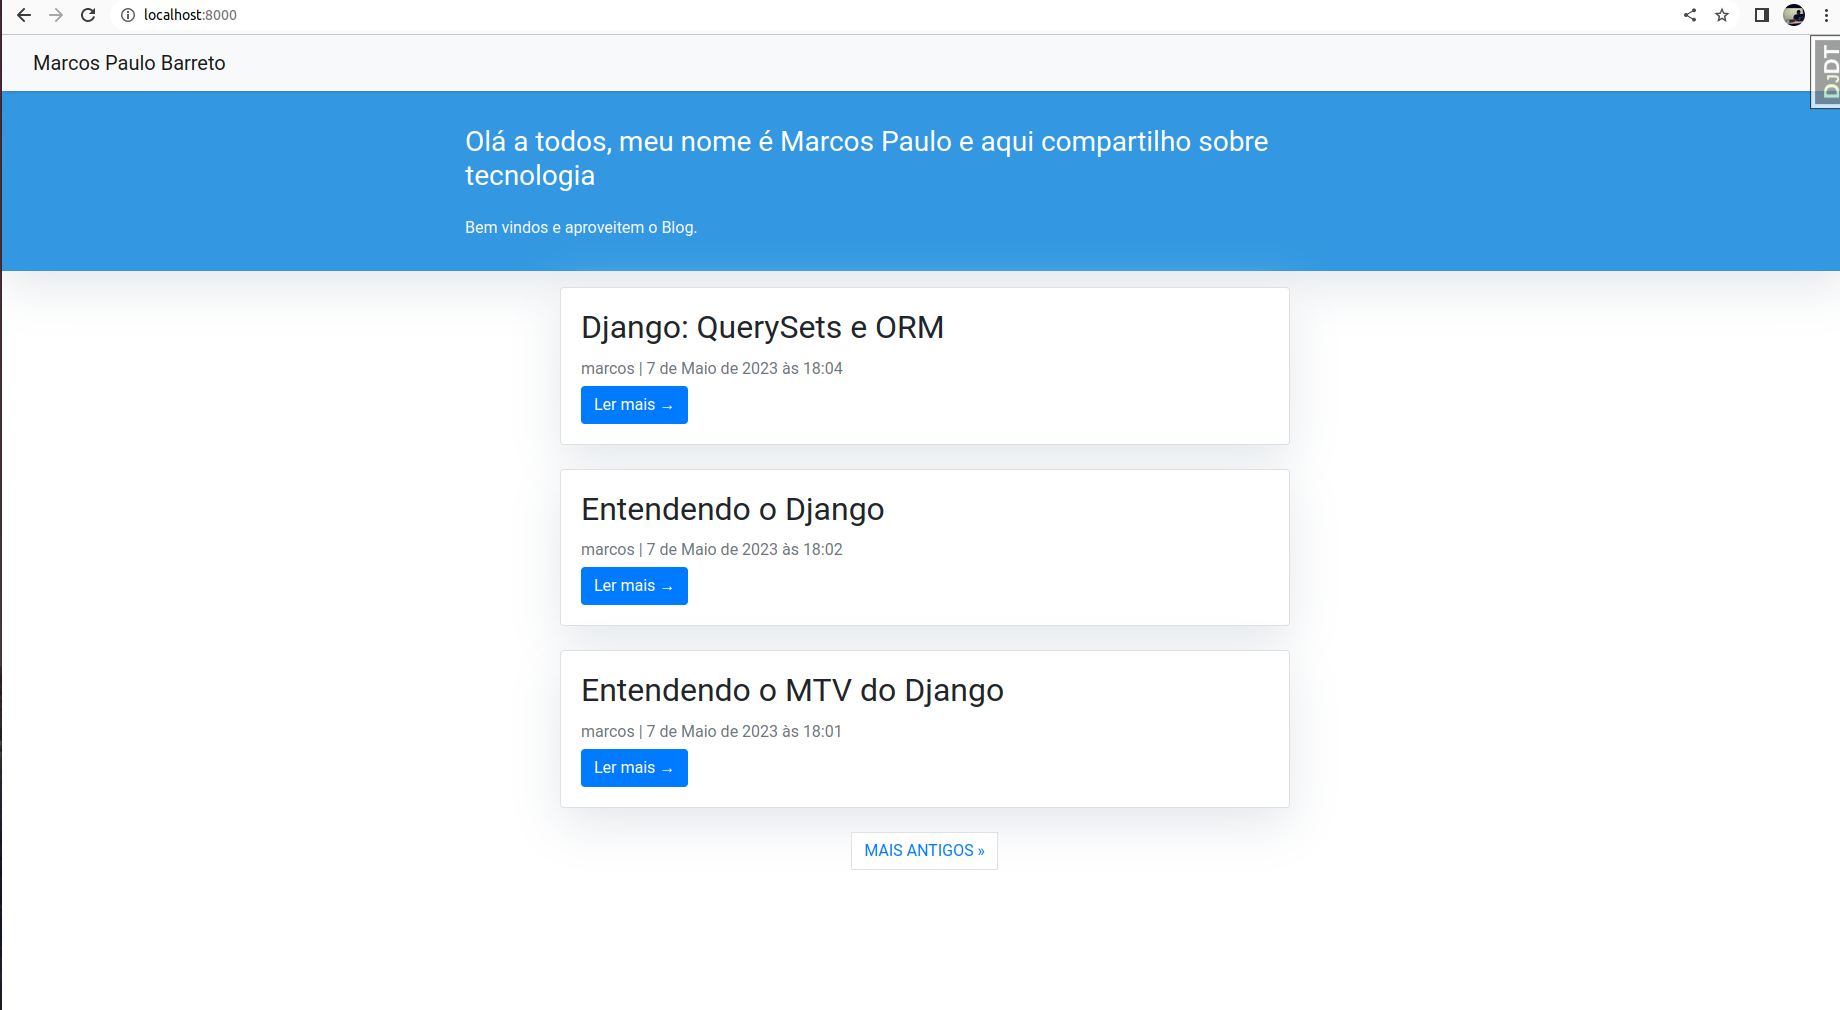 localhost:8000
Marcos Paulo Barreto
DjDT
Olá a todos, meu nome é Marcos Paulo e aqui compartilho sobre
tecnologia
Bem vindos e aproveitem o Blog.
Django: QuerySets e ORM
marcos | 7 de Maio de 2023 às 18:04
Ler mais →
Entendendo o Django
marcos | 7 de Maio de 2023 às 18:02
Ler mais →
Entendendo o MTV do Django
marcos | 7 de Maio de 2023 às 18:01
Ler mais →
MAIS ANTIGOS »